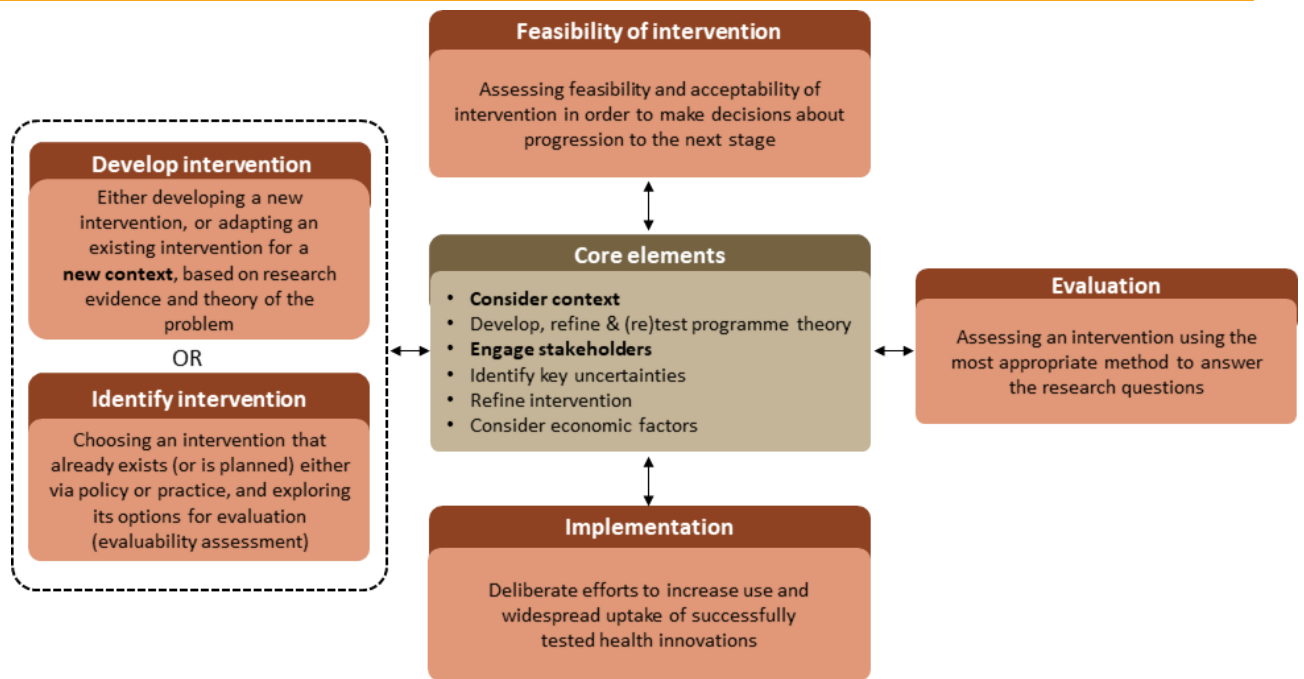 Feasibility of intervention
Assessing feasibility and acceptability of
intervention in order to make decisions about
progression to the next stage
Develop intervention
Either developing a new
intervention, or adapting an
existing intervention for a
new context, based on research
evidence and theory of the
problem
OR
Identify intervention
Choosing an intervention that
already exists (or is planned) either
via policy or practice, and exploring
its options for evaluation
(evaluability assessment)
Core elements
• Consider context
• Develop, refine & (re)test programme theory
• Engage stakeholders
• Identify key uncertainties
• Refine intervention
• Consider economic factors
Evaluation
Assessing an intervention using the
most appropriate method to answer
the research questions
Implementation
Deliberate efforts to increase use and
widespread uptake of successfully
tested health innovations